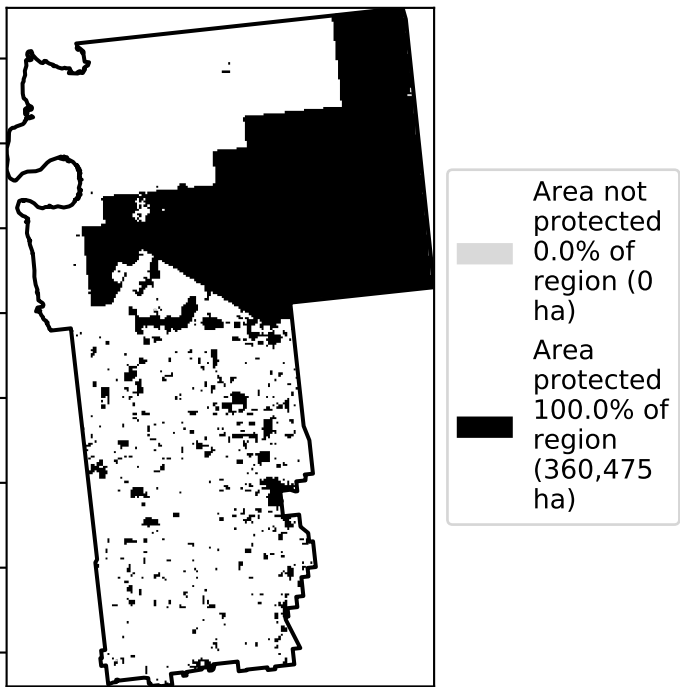 Area not
protected
0.0% of
region (0
ha)
Area
protected
100.0% of
region
(360,475
ha)